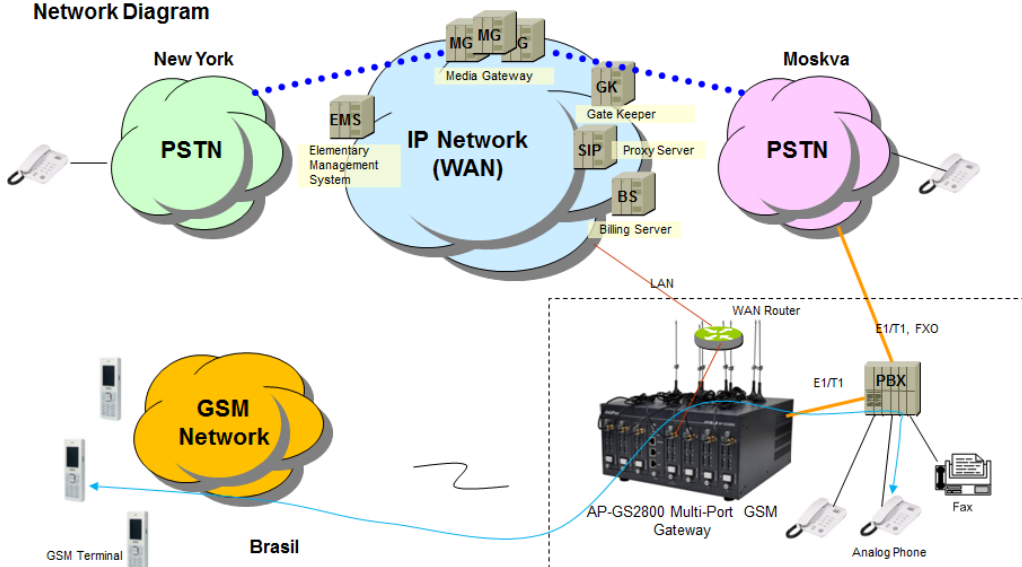 Network Diagram
New York
Moskva
MG
MG
G
Media Gateway
GK
Gate Keeper
EMS
Elementary
Management
System
IP Network
(WAN)
SIP
Proxy Server
BS
Billing Server
PSTN
PSTN
LAN
WAN Router
E1/T1, FXO
E1/T1
PBX
GSM
Network
AP-GS2800 Multi-Port GSM
Gateway
Fax
Analog Phone
GSM Terminal
Brasil